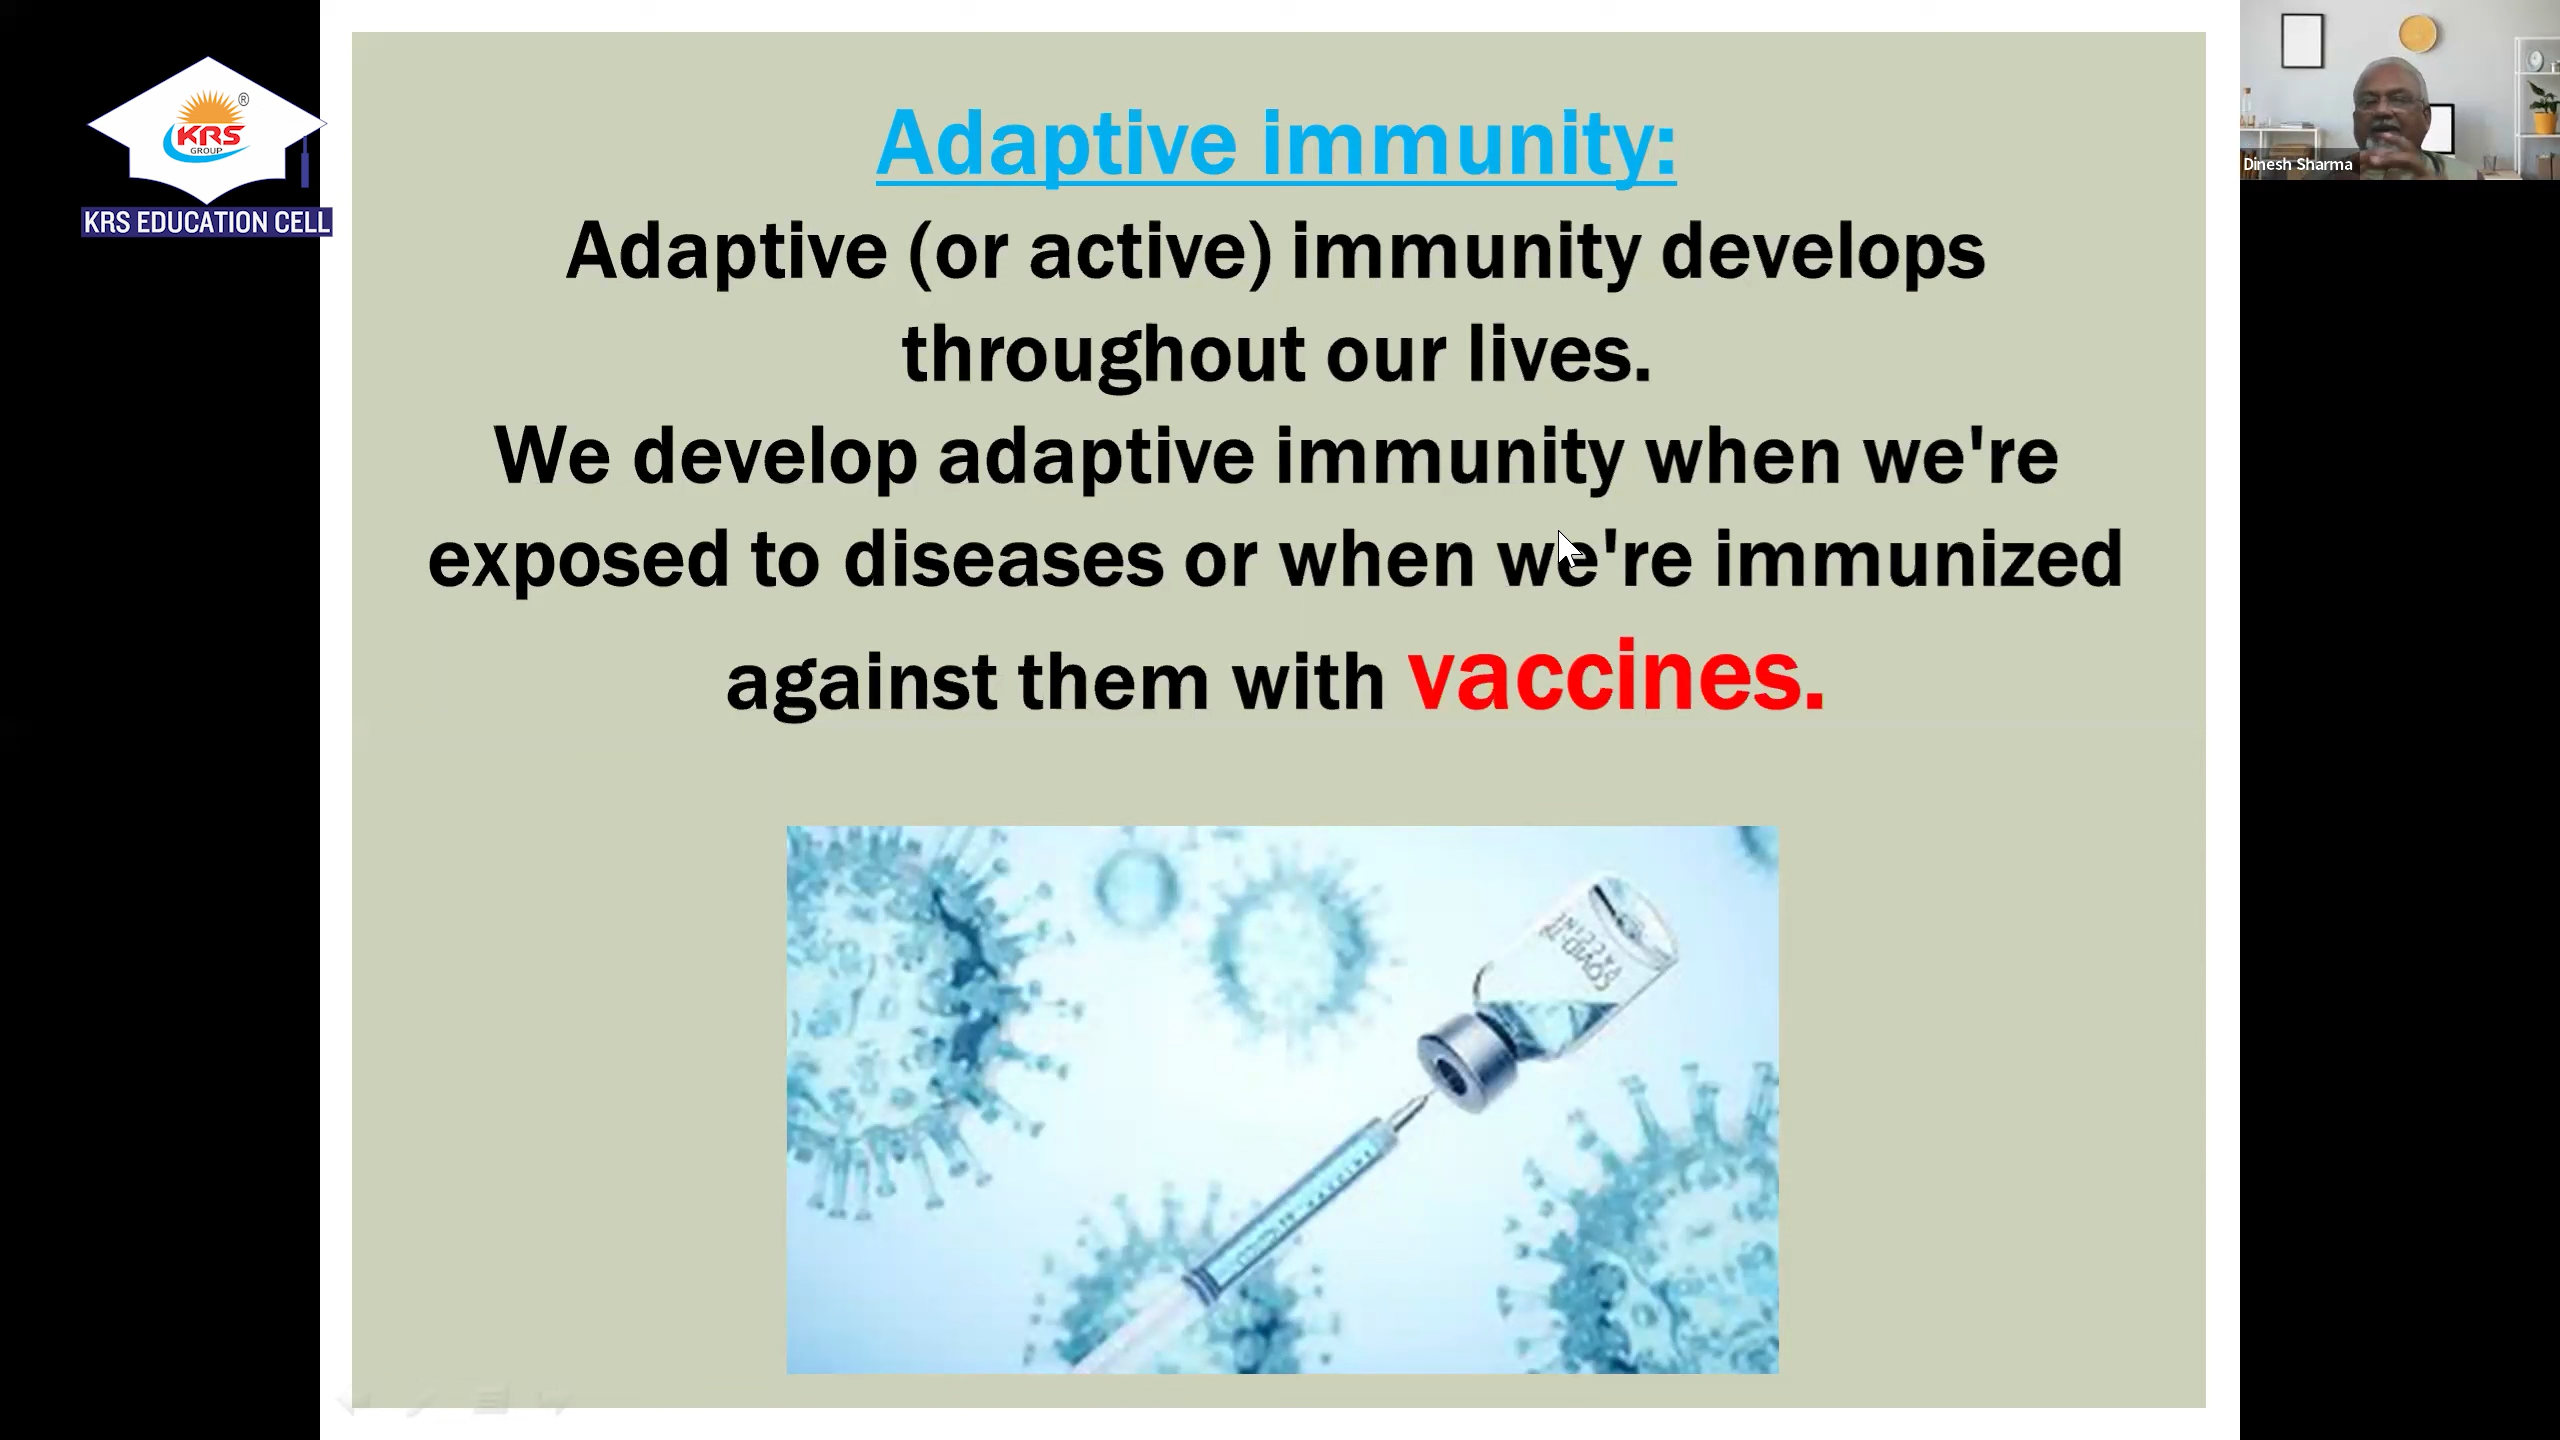 KRS
®
GROUP
KRS EDUCATION CELL
Adaptive immunity:
Adaptive (or active) immunity develops
throughout our lives.
We develop adaptive immunity when we're
exposed to diseases or when we're immunized
against them with vaccines.
Dinesh Sharma